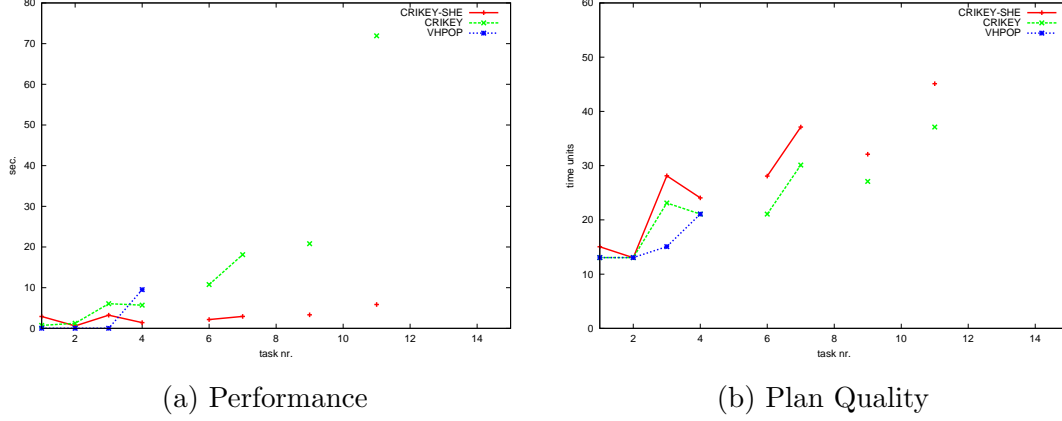 80
70
60
50
40
30
20
10
0
sec.
2 4 6 8 10 12 14
task nr.
CRIKEY-SHE
CRIKEY
VHPOP
(a) Performance
60
50
40
30
20
10
0
time units
2 4 6 8 10 12 14
task nr.
CRIKEY-SHE
CRIKEY
VHPOP
(b) Plan Quality